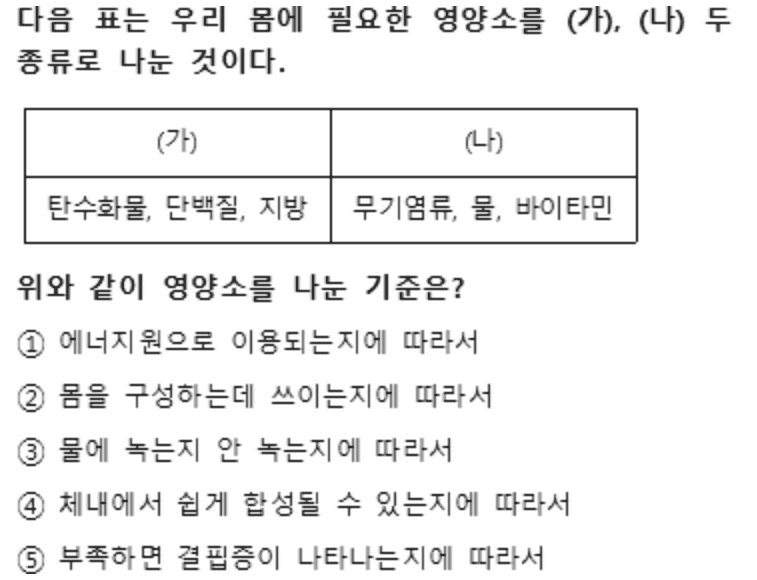 다음 표는 우리 몸에 필요한 영양소를 (가), (나) 두
종류로 나눈 것이다.
(가) (나)
탄수화물, 단백질, 지방 무기염류, 물, 바이타민
위와 같이 영양소를 나눈 기준은?
① 에너지원으로 이용되는지에 따라서
② 몸을 구성하는데 쓰이는지에 따라서
③ 물에 녹는지 안 녹는지에 따라서
④ 체내에서 쉽게 합성될 수 있는지에 따라서
⑤ 부족하면 결핍증이 나타나는지에 따라서